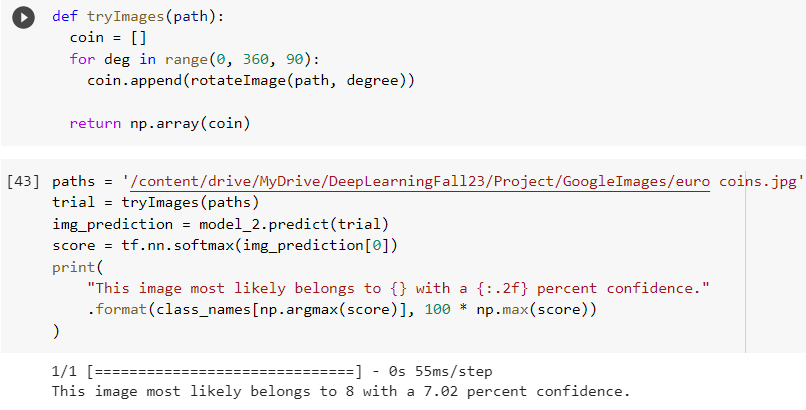 def tryImages(path):
  coin = []
  for deg in range(0, 360, 90):
    coin.append(rotateImage(path, degree))
  return np.array(coin)
[43] paths = '/content/drive/MyDrive/DeepLearningFall23/Project/GoogleImages/euro coins.jpg'
trial = tryImages(paths)
img_prediction = model_2.predict(trial)
score = tf.nn.softmax(img_prediction[0])
print(
    "This image most likely belongs to {} with a {:.2f} percent confidence."
    .format(class_names[np.argmax(score)], 100 * np.max(score))
)
1/1 [==============================] - 0s 55ms/step
This image most likely belongs to 8 with a 7.02 percent confidence.